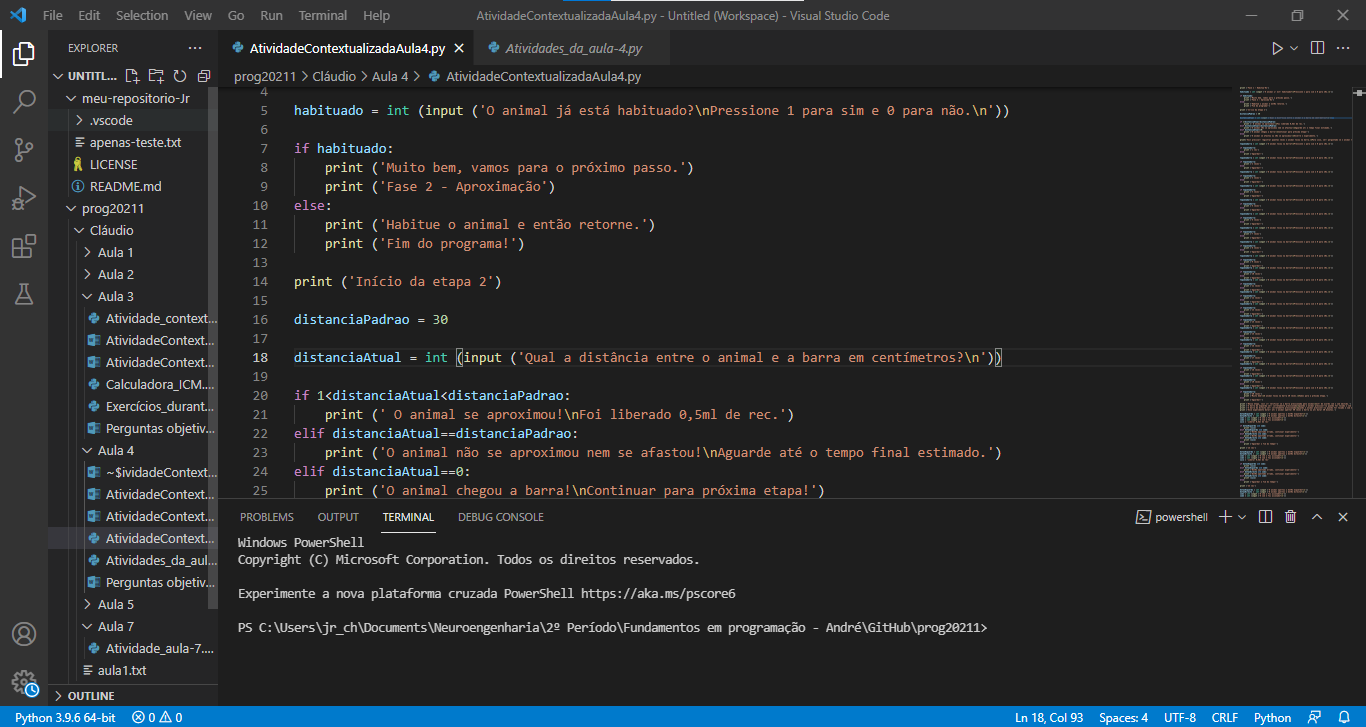 File Edit Selection View Go Run Terminal Help AtividadeContextualizadaAula4.py - Untitled (Workspace) - Visual Studio Code
EXPLORER ···
UNTITL...
meu-repositorio-Jr
.vscode
apenas-teste.txt
LICENSE
README.md
prog20211
Cláudio
Aula 1
Aula 2
Aula 3
Atividade_context...
AtividadeContext...
AtividadeContext...
Calculadora_ICM....
Exercícios_durant...
Perguntas objetiv...
Aula 4
~$ividadeContext...
AtividadeContext...
AtividadeContext...
AtividadeContext...
Atividades_da_aul...
Perguntas objetiv...
Aula 5
Aula 7
Atividade_aula-7....
aula1.txt
OUTLINE
AtividadeContextualizadaAula4.py Atividades_da_aula-4.py
prog20211 > Cláudio > Aula 4 > AtividadeContextualizadaAula4.py
4
5 habituado = int (input ('O animal já está habituado?\nPressione 1 para sim e 0 para não.\n'))
6
7 if habituado:
8 print ('Muito bem, vamos para o próximo passo.')
9 print ('Fase 2 - Aproximação')
10 else:
11 print ('Habitue o animal e então retorne.')
12 print ('Fim do programa!')
13
14 print ('Início da etapa 2')
15
16 distanciaPadrao = 30
17
18 distanciaAtual = int (input ('Qual a distância entre o animal e a barra em centímetros?\n'))
19
20 if 1<distanciaAtual<distanciaPadrao:
21 print (' O animal se aproximou!\nFoi liberado 0,5ml de rec.')
22 elif distanciaAtual==distanciaPadrao:
23 print ('O animal não se aproximou nem se afastou!\nAguarde até o tempo final estimado.')
24 elif distanciaAtual==0:
25 print ('O animal chegou a barra!\nContinuar para próxima etapa!')
PROBLEMS OUTPUT TERMINAL DEBUG CONSOLE powershell
Windows PowerShell
Copyright (C) Microsoft Corporation. Todos os direitos reservados.
Experimente a nova plataforma cruzada PowerShell https://aka.ms/pscore6
PS C:\Users\jr_ch\Documents\Neuroengenharia\2º Período\Fundamentos em programação - André\GitHub\prog20211>
Python 3.9.6 64-bit 0 0 Ln 18, Col 93 Spaces: 4 UTF-8 CRLF Python